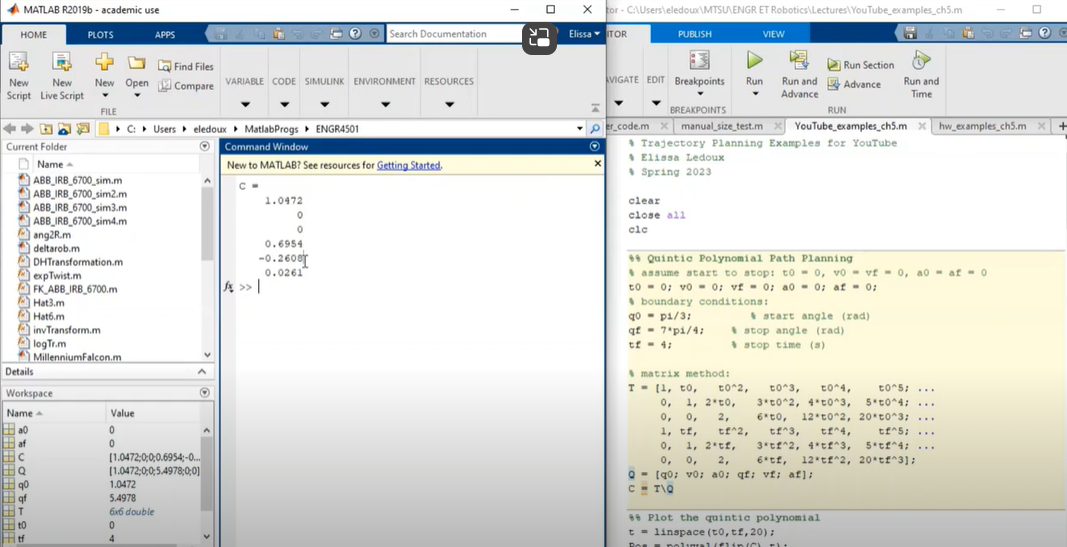 MATLAB R2019b - academic use
HOME PLOTS APPS Search Documentation Elissa
New Script
New Live Script
New
Open
Find Files
Compare
FILE
VARIABLE CODE SIMULINK ENVIRONMENT RESOURCES
C: Users eledoux MatlabProgs ENGR4501
Current Folder
Name
ABB_IRB_6700_sim.m
ABB_IRB_6700_sim2.m
ABB_IRB_6700_sim3.m
ABB_IRB_6700_sim4.m
ang2R.m
deltarob.m
DHTransformation.m
expTwist.m
FK_ABB_IRB_6700.m
Hat3.m
Hat6.m
invTransform.m
logTr.m
MillenniumFalcon.m
Details
Workspace
Name Value
a0 0
af 0
C [1.0472;0;0;0.6954;-0...
Q [1.0472;0;0;5.4978;0;0]
q0 1.0472
qf 5.4978
T 6x6 double
t0 0
tf 4
Command Window
New to MATLAB? See resources for Getting Started.
C =
1.0472
0
0
0.6954
-0.2608
0.0261
fx >>
tor - C:\Users\eledoux\MTSU\ENGR ET Robotics\Lectures\YouTube_examples_ch5.m
ITOR PUBLISH VIEW
AVIGATE EDIT
Breakpoints
BREAKPOINTS
Run
Run and Advance
Run Section
Advance
Run and Time
RUN
er_code.m manual_size_test.m YouTube_examples_ch5.m hw_examples_ch5.m
% Trajectory Planning Examples for YouTube
% Elissa Ledoux
% Spring 2023
clear
close all
clc
%% Quintic Polynomial Path Planning
% assume start to stop: t0 = 0, v0 = vf = 0, a0 = af = 0
t0 = 0; v0 = 0; vf = 0; a0 = 0; af = 0;
% boundary conditions:
q0 = pi/3; % start angle (rad)
qf = 7*pi/4; % stop angle (rad)
tf = 4; % stop time (s)
% matrix method:
T = [1, t0, t0^2, t0^3, t0^4, t0^5; ...
0, 1, 2*t0, 3*t0^2, 4*t0^3, 5*t0^4; ...
0, 0, 2, 6*t0, 12*t0^2, 20*t0^3; ...
1, tf, tf^2, tf^3, tf^4, tf^5; ...
0, 1, 2*tf, 3*tf^2, 4*tf^3, 5*tf^4; ...
0, 0, 2, 6*tf, 12*tf^2, 20*tf^3];
Q = [q0; v0; a0; qf; vf; af];
C = T\Q
%% Plot the quintic polynomial
t = linspace(t0,tf,20);
Pos = polyval(flip(C),t);